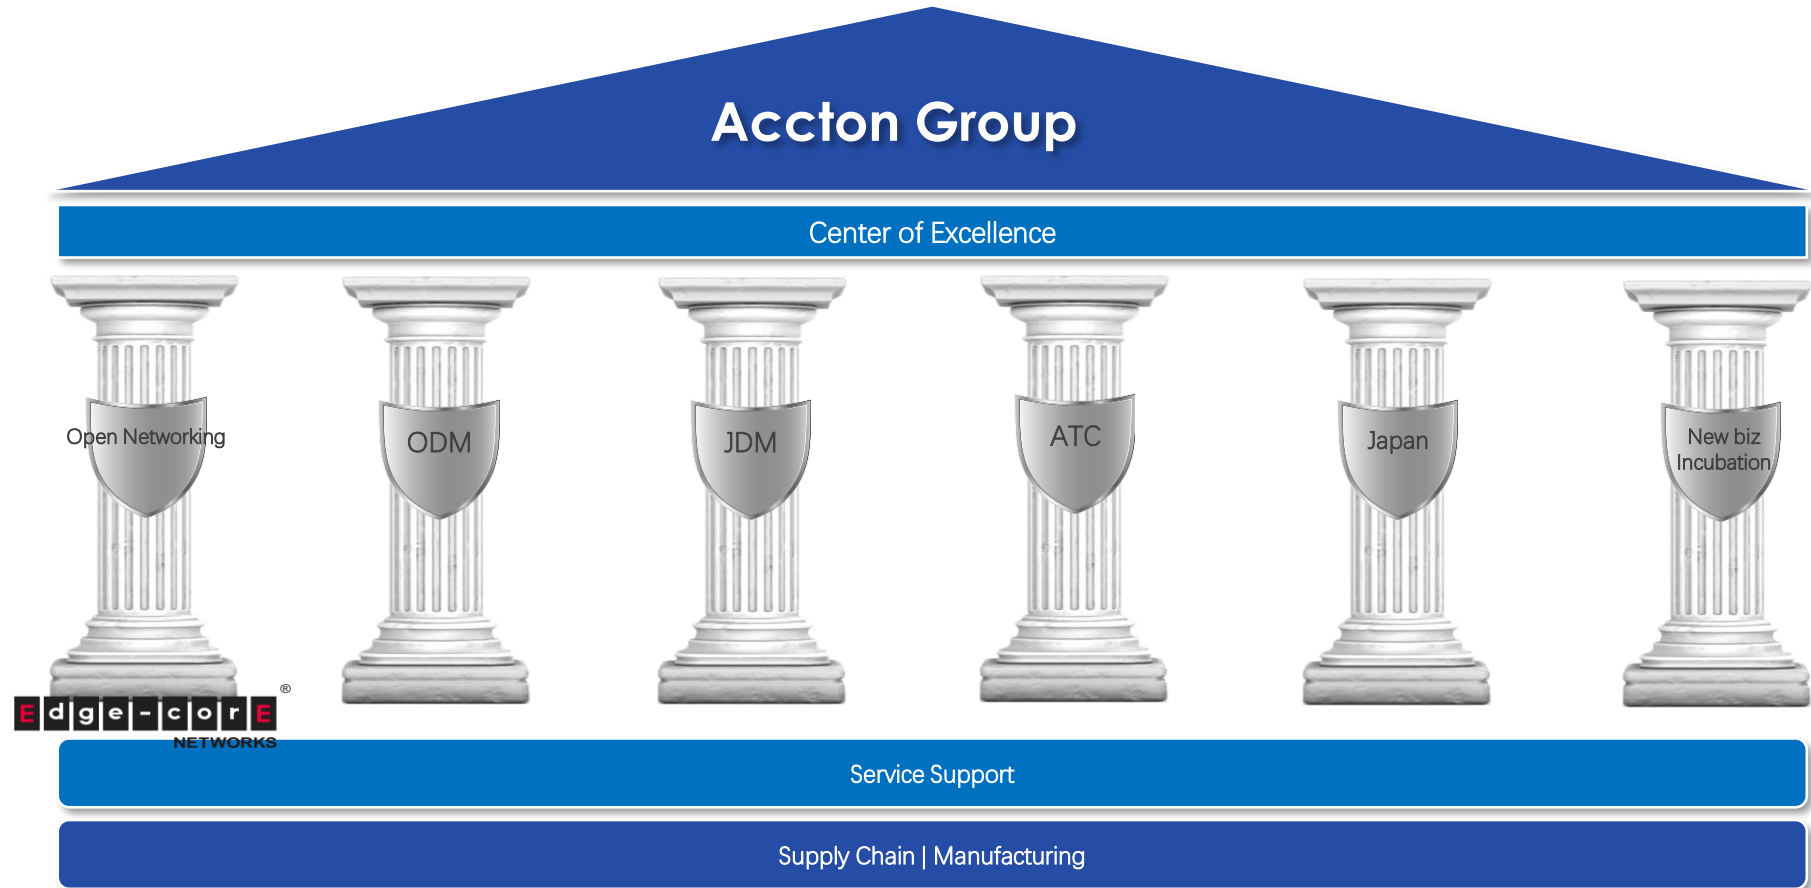 Accton Group
Center of Excellence
Open Networking
ODM
JDM
ATC
Japan
New biz
Incubation
Edge-corE®
NETWORKS
Service Support
Supply Chain | Manufacturing